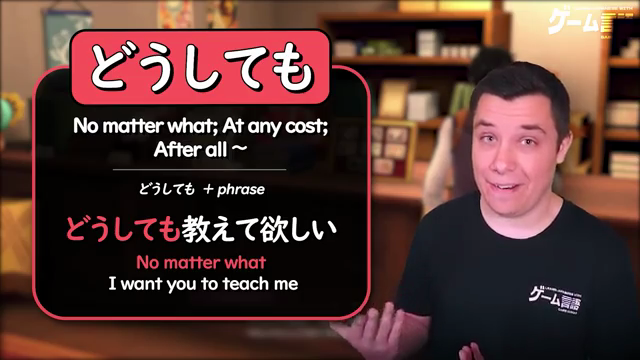 どうしても
No matter what; At any cost;
After all ～
どうしても + phrase
どうしても教えて欲しい
No matter what
I want you to teach me
ゲーム言語
ゲーム言語